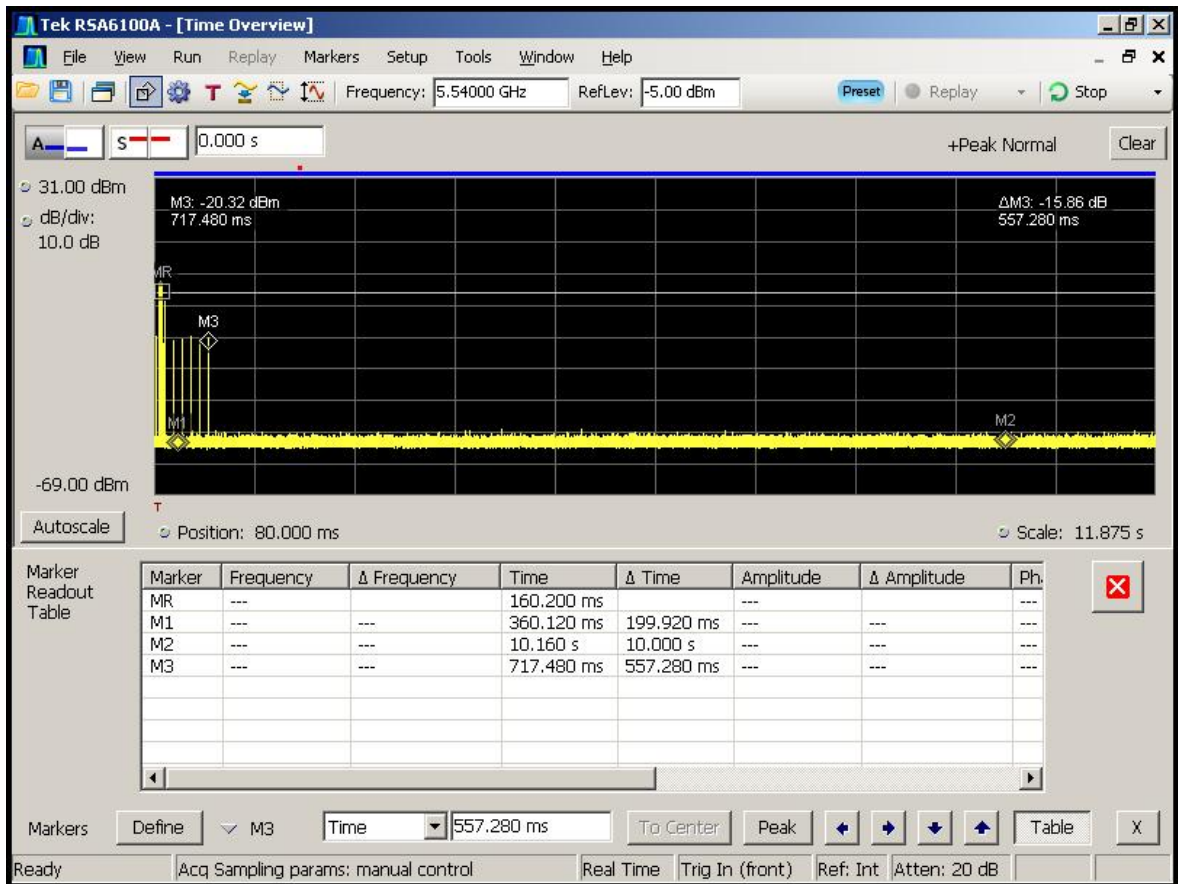 Tek RSA6100A - [Time Overview]
File View Run Replay Markers Setup Tools Window Help
T Frequency: 5.54000 GHz RefLev: -5.00 dBm Preset Replay Stop
A S 0.000 s +Peak Normal Clear
31.00 dBm
dB/div:
10.0 dB
M3: -20.32 dBm
717.480 ms
ΔM3: -15.86 dB
557.280 ms
MR
M3
M1
M2
-69.00 dBm
T
Autoscale Position: 80.000 ms Scale: 11.875 s
Marker
Readout
Table
Marker Frequency Δ Frequency Time Δ Time Amplitude Δ Amplitude Ph
MR --- 160.200 ms --- ---
M1 --- --- 360.120 ms 199.920 ms --- --- ---
M2 --- --- 10.160 s 10.000 s --- --- ---
M3 --- --- 717.480 ms 557.280 ms --- --- ---
Markers Define M3 Time 557.280 ms To Center Peak Table X
Ready Acq Sampling params: manual control Real Time Trig In (front) Ref: Int Atten: 20 dB